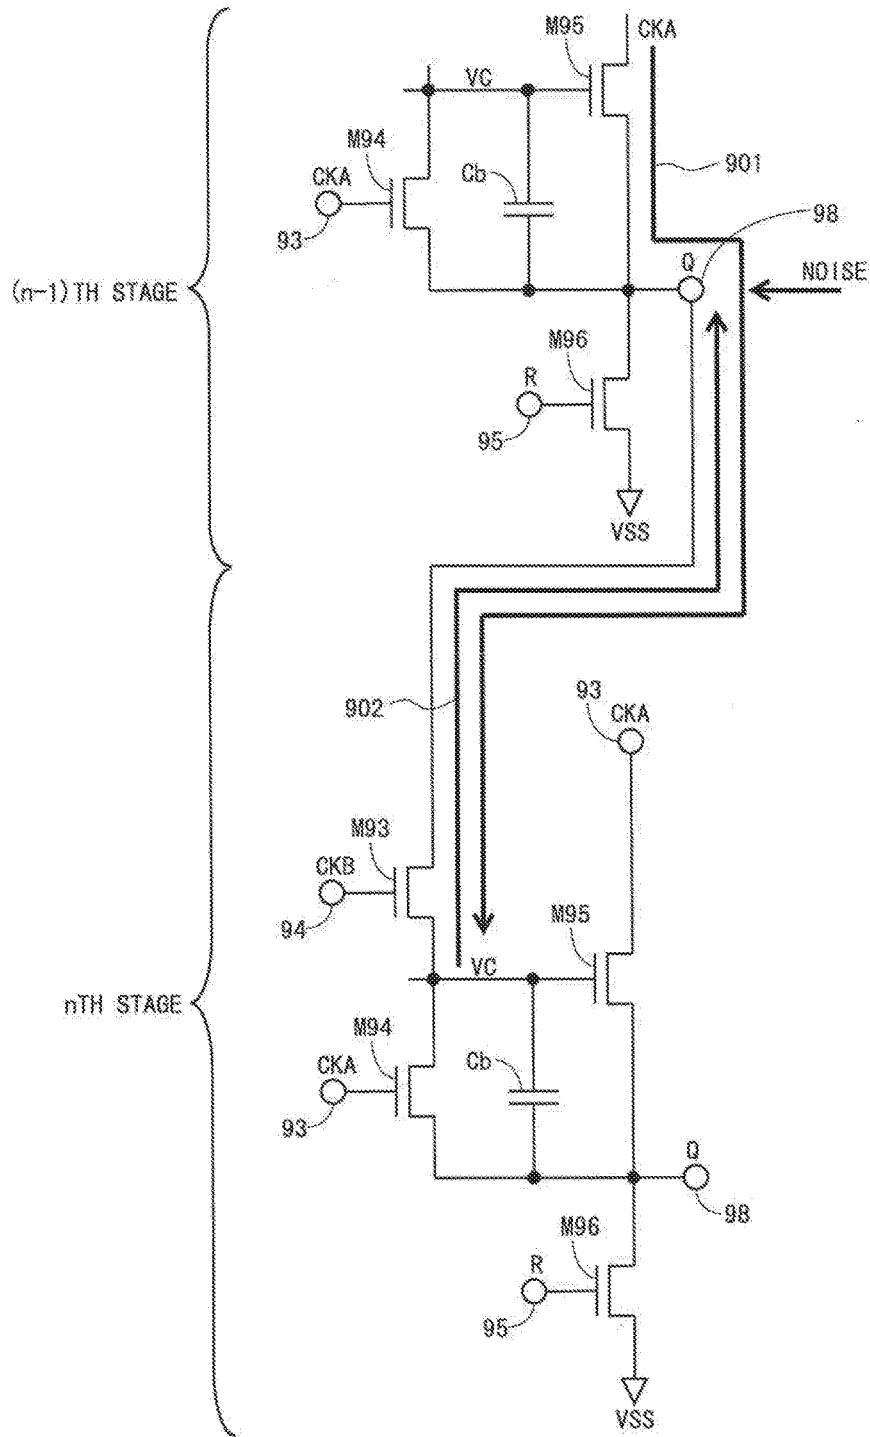 M95
CKA
VC
M94
901
CKA
Cb
98
93
Q
NOISE
(n-1)TH STAGE
M96
R
95
VSS
902
93
CKA
M93
CKB
M95
94
VC
nTH STAGE
M94
CKA
Cb
93
Q
98
M96
R
95
VSS